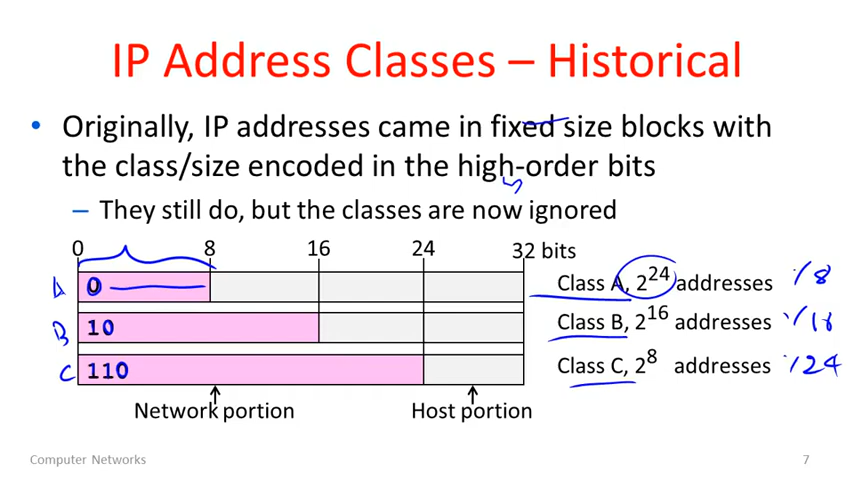 IP Address Classes – Historical
• Originally, IP addresses came in fixed size blocks with
the class/size encoded in the high-order bits
– They still do, but the classes are now ignored
0 8 16 24 32 bits
A 0 Class A, 2^24 addresses /8
B 10 Class B, 2^16 addresses /16
C 110 Class C, 2^8 addresses /24
Network portion Host portion
Computer Networks 7